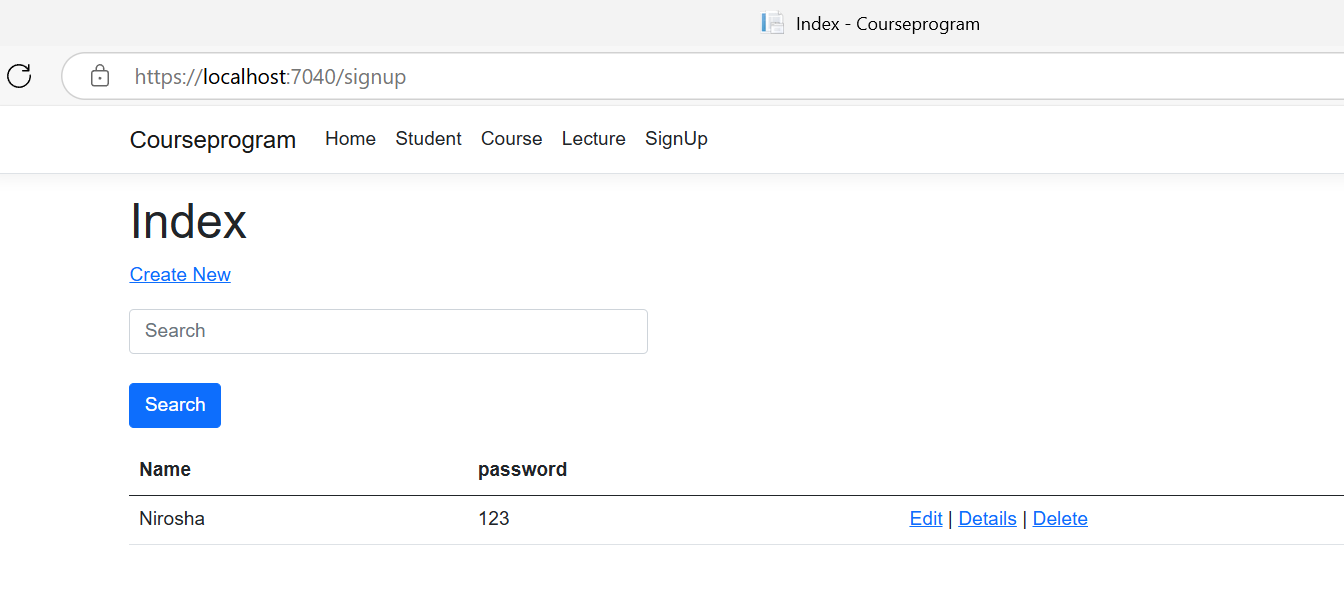 Index - Courseprogram
https://localhost:7040/signup
Courseprogram Home Student Course Lecture SignUp
Index
Create New
Search
Search
Name password
Nirosha 123 Edit | Details | Delete